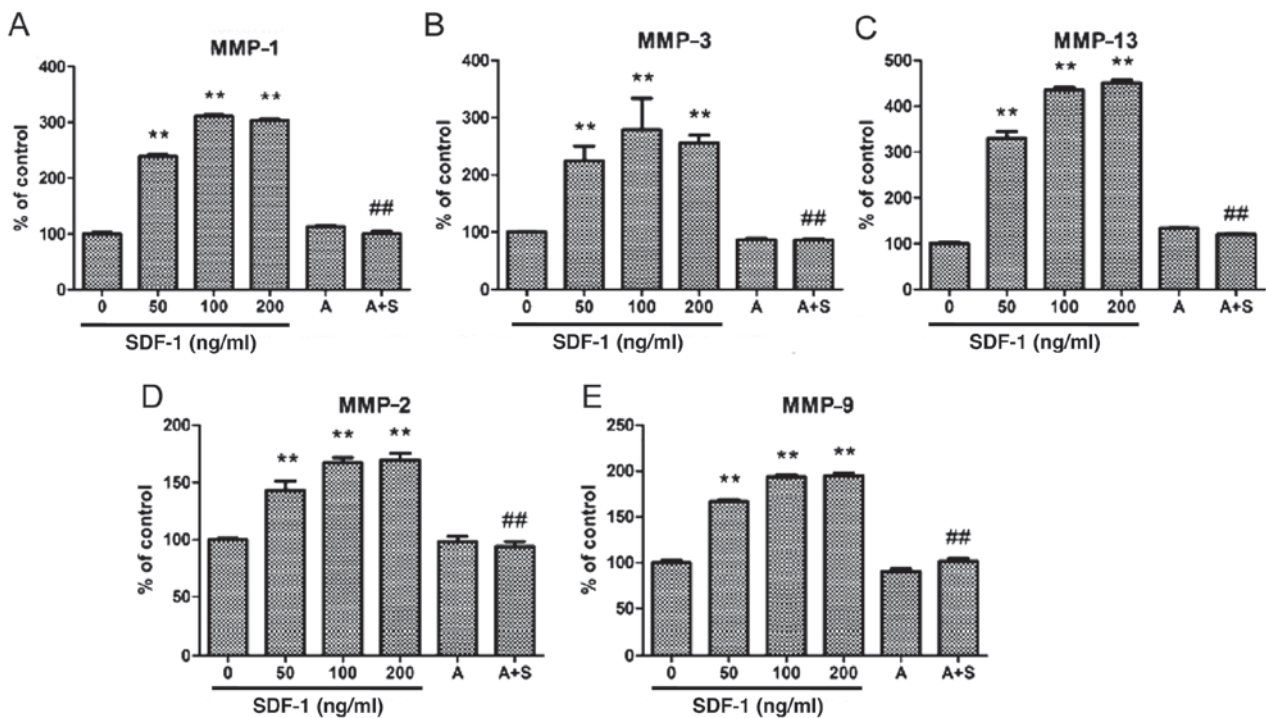 A
MMP-1
% of control
400
300
200
100
0
** ** **
##
0 50 100 200 A A+S
SDF-1 (ng/ml)
B
MMP-3
% of control
400
300
200
100
0
** ** **
##
0 50 100 200 A A+S
SDF-1 (ng/ml)
C
MMP-13
% of control
500
400
300
200
100
0
** ** **
##
0 50 100 200 A A+S
SDF-1 (ng/ml)
D
MMP-2
% of control
200
150
100
50
0
** ** **
##
0 50 100 200 A A+S
SDF-1 (ng/ml)
E
MMP-9
% of control
250
200
150
100
50
0
** ** **
##
0 50 100 200 A A+S
SDF-1 (ng/ml)